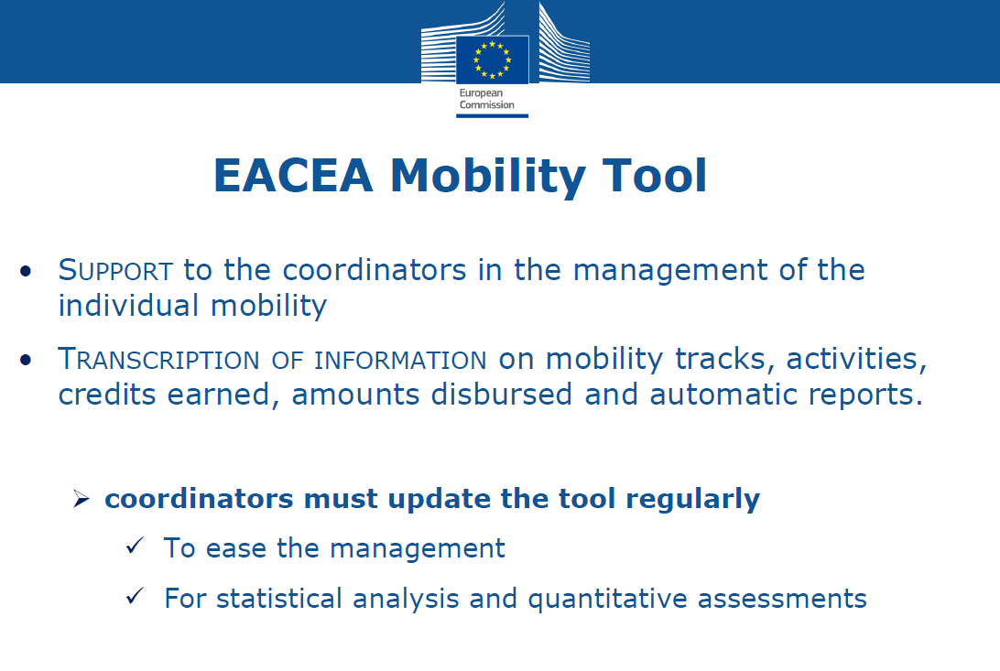 European
Commission
EACEA Mobility Tool
• SUPPORT to the coordinators in the management of the
individual mobility
• TRANSCRIPTION OF INFORMATION on mobility tracks, activities,
credits earned, amounts disbursed and automatic reports.
➢ coordinators must update the tool regularly
✓ To ease the management
✓ For statistical analysis and quantitative assessments